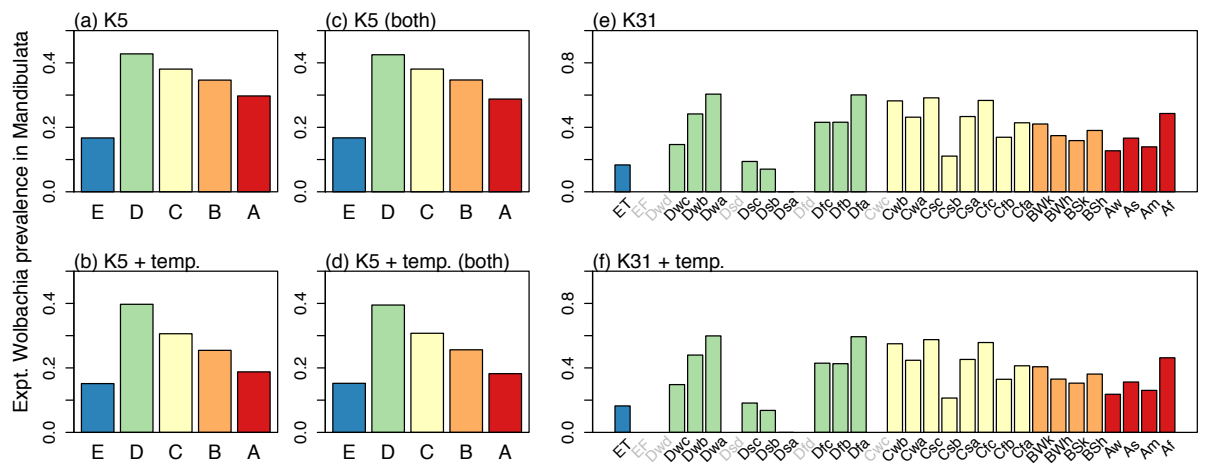 Expt. Wolbachia prevalence in Mandibulata
(a) K5
0.0 0.2 0.4
E D C B A
(c) K5 (both)
0.0 0.2 0.4
E D C B A
(e) K31
0.0 0.4 0.8
ET EF Dwd Dwc Dwb Dwa Dsd Dsc Dsb Dsa Dfd Dfc Dfb Dfa Cwc Cwb Cwa Csc Csb Csa Cfc Cfb Cfa BWk BWh BSk BSh Aw As Am Af
(b) K5 + temp.
0.0 0.2 0.4
E D C B A
(d) K5 + temp. (both)
0.0 0.2 0.4
E D C B A
(f) K31 + temp.
0.0 0.4 0.8
ET EF Dwd Dwc Dwb Dwa Dsd Dsc Dsb Dsa Dfd Dfc Dfb Dfa Cwc Cwb Cwa Csc Csb Csa Cfc Cfb Cfa BWk BWh BSk BSh Aw As Am Af